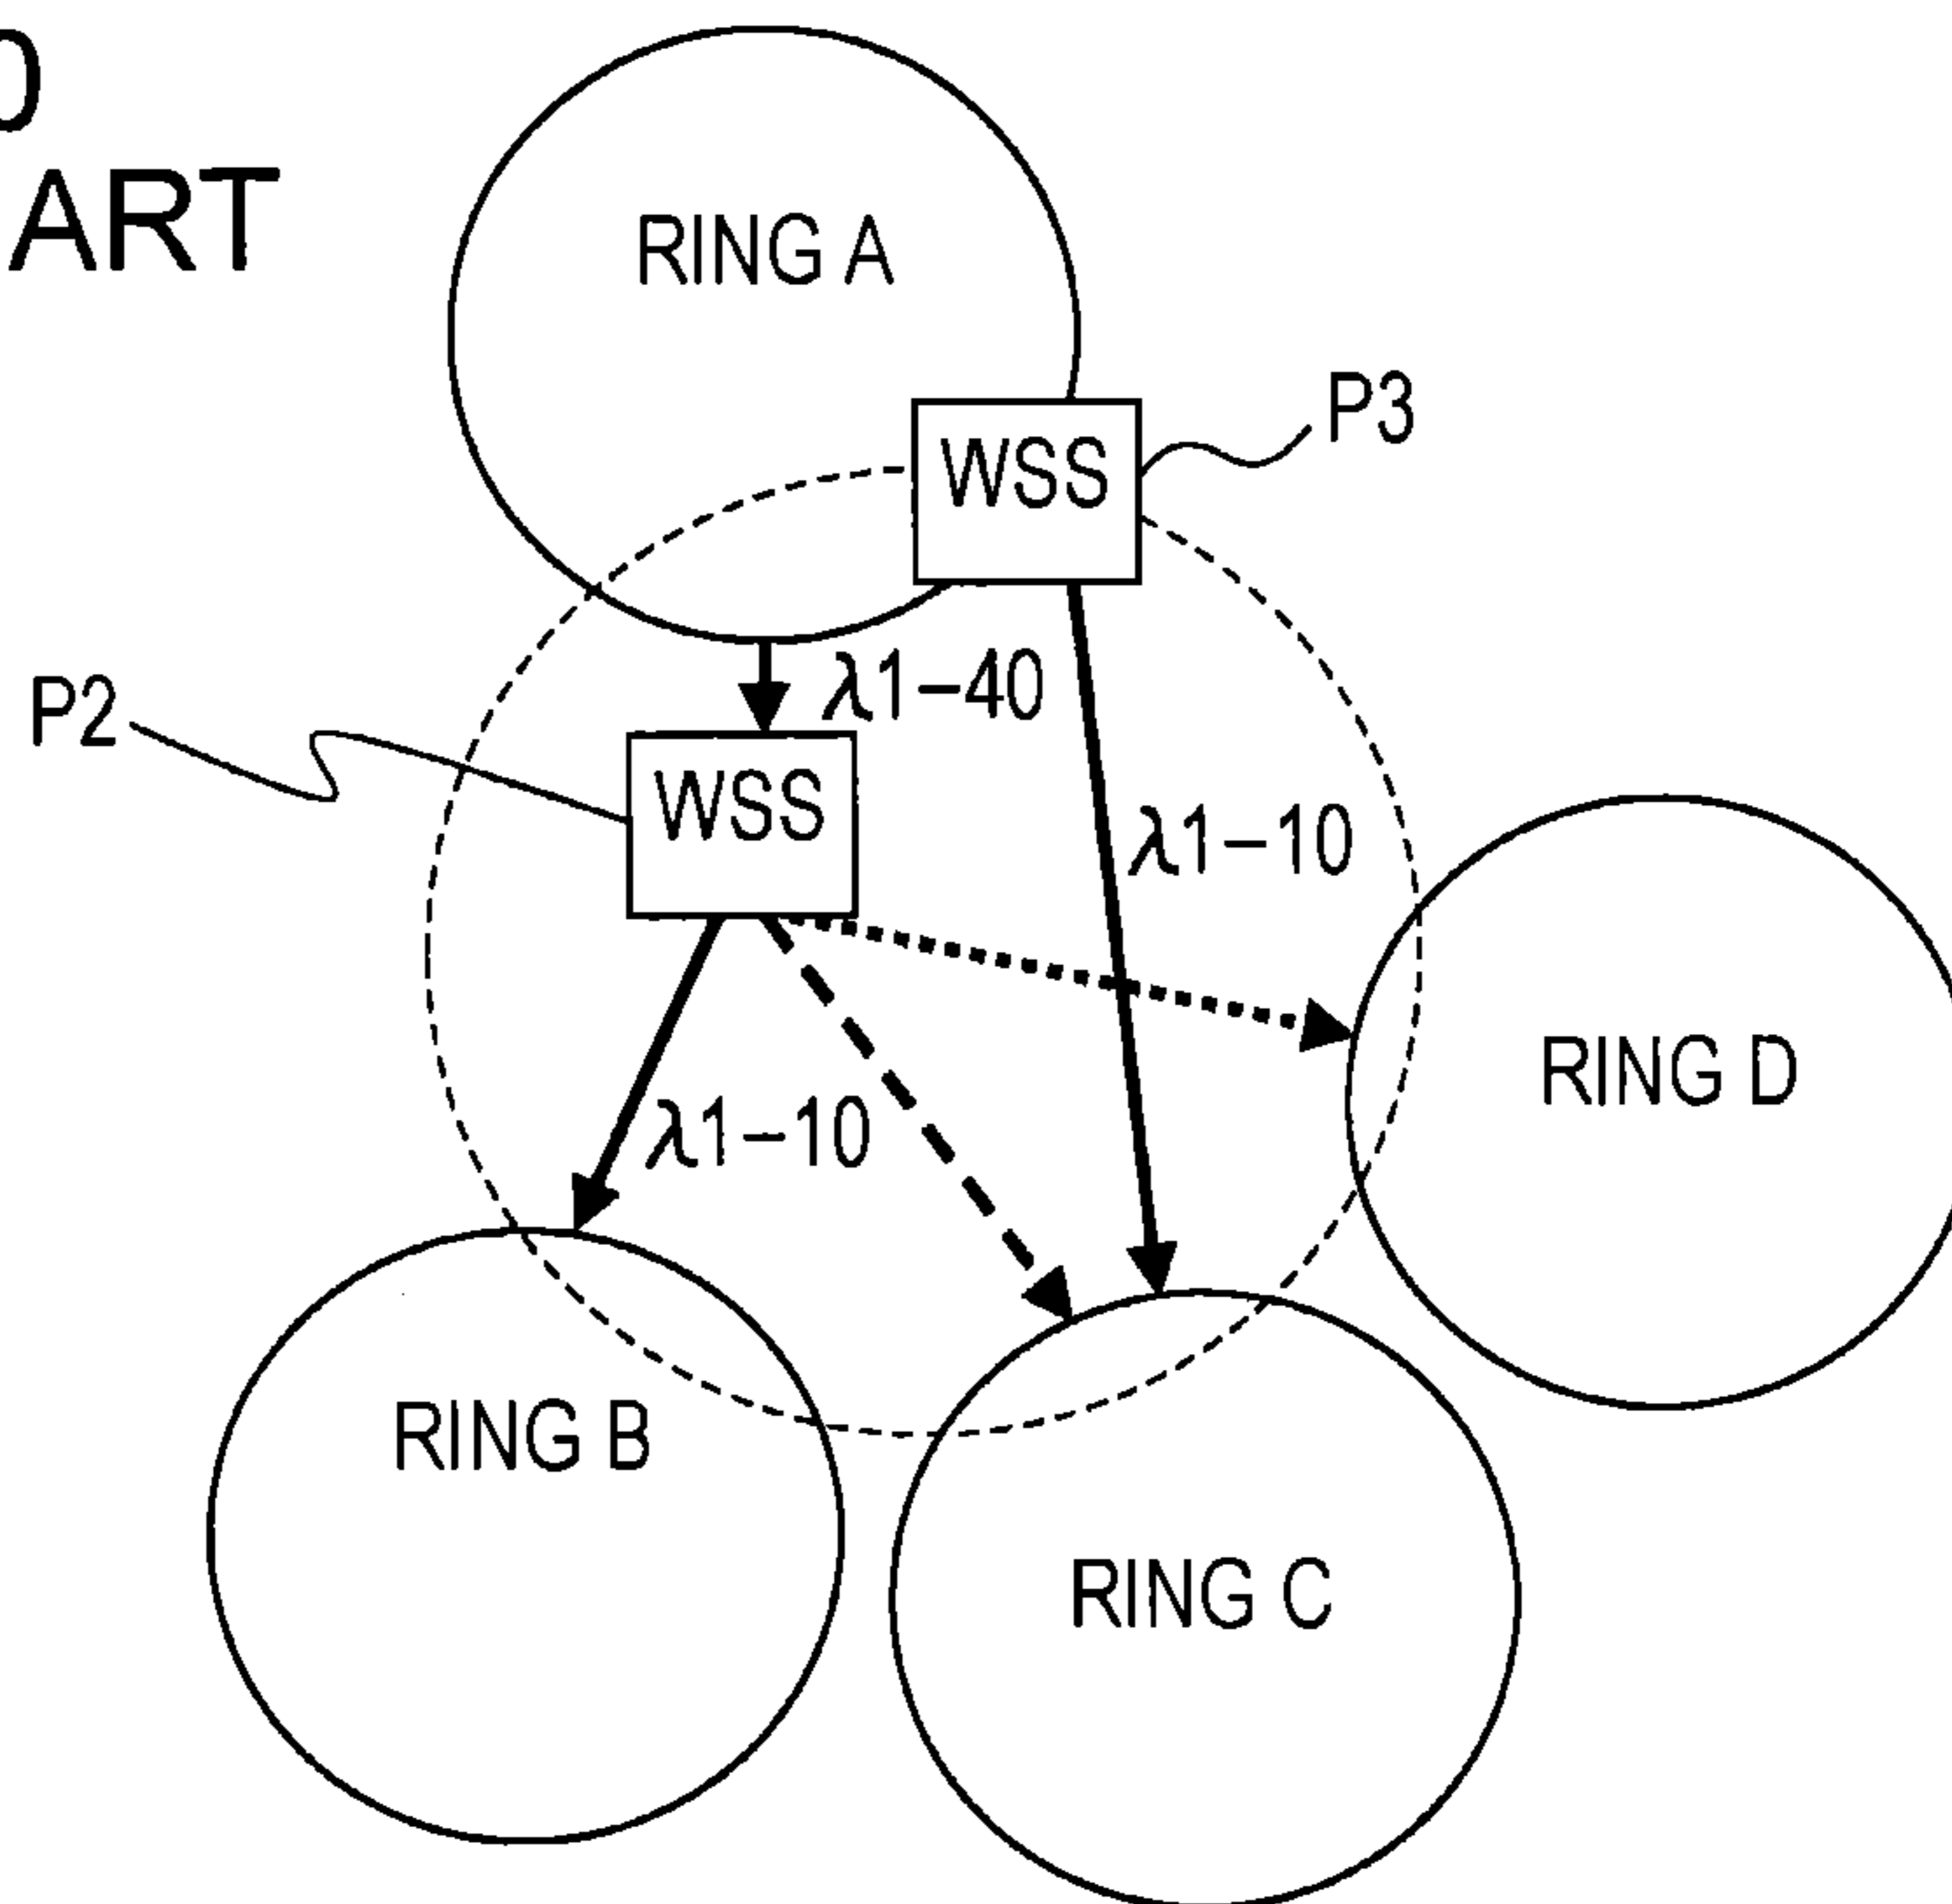 ART
RING A
WSS
P3
λ1–40
P2
WSS
λ1–10
RING D
λ1–10
RING B
RING C